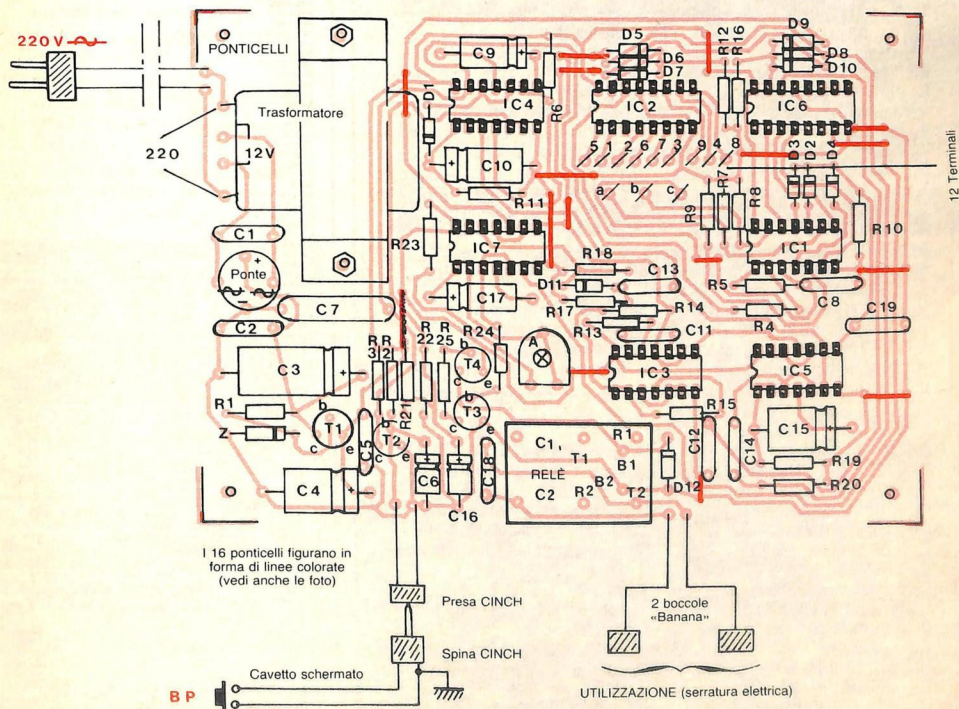 220V
PONTICELLI
Trasformatore
220
12V
C9
D5
D6
D7
R12
R16
D9
D8
D10
D1
IC4
R6
IC2
IC6
5 1 2 6 7 3 9 4 8
C10
R11
a b c
R7
D3
D2
D4
12 Terminali
R9
R8
R10
C1
R23
IC7
IC1
Ponte
+
−
R18
D11
C13
R5
C8
C7
C17
R17
R14
R4
C19
C2
R13
C11
R3
R2
R21
R22
R25
R24
b
T4
c
e
A
IC3
IC5
C3
+
R1
Z
b
T1
c
e
C5
b
T2
c
e
T3
e
R15
C12
C14
C15
+
C4
+
C6
C16
C18
C1
R1
T1
B1
RELÈ
B2
C2
R2
T2
D12
R19
R20
I 16 ponticelli figurano in
forma di linee colorate
(vedi anche le foto)
Presa CINCH
2 boccole
«Banana»
Spina CINCH
Cavetto schermato
BP
UTILIZZAZIONE (serratura elettrica)